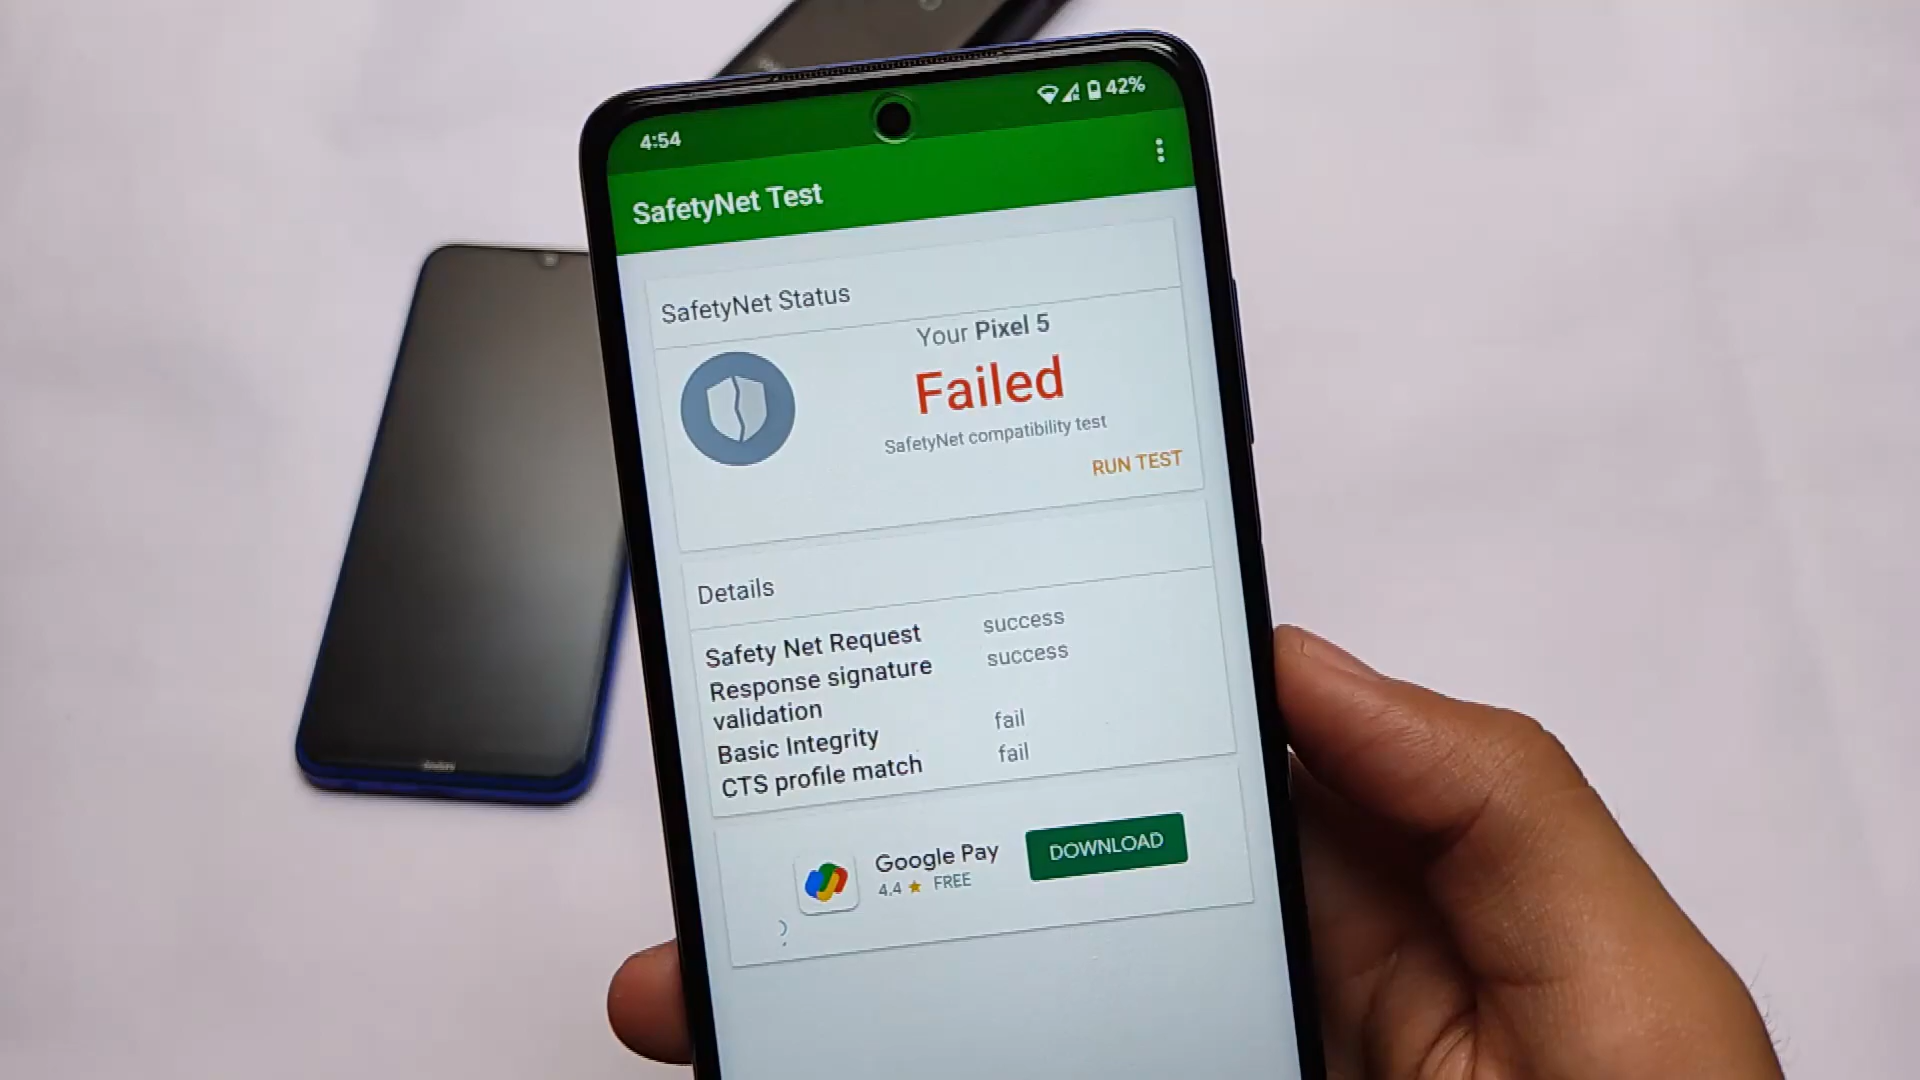 4:54
42%
SafetyNet Test
SafetyNet Status
Your Pixel 5
Failed
SafetyNet compatibility test
RUN TEST
Details
Safety Net Request success
Response signature validation success
Basic Integrity fail
CTS profile match fail
Google Pay
4.4 ★ FREE
DOWNLOAD